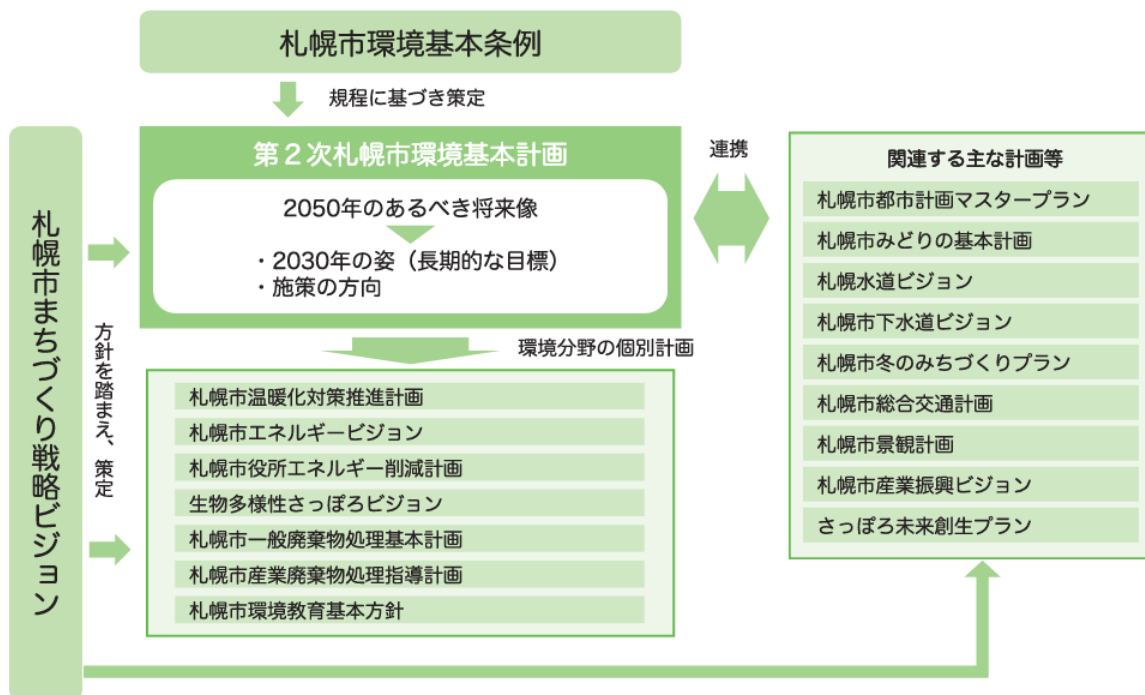 札幌市環境基本条例
規程に基づき策定
札幌市まちづくり戦略ビジョン
方針を踏まえ、策定
第2次札幌市環境基本計画
2050年のあるべき将来像
・2030年の姿（長期的な目標）
・施策の方向
連携
環境分野の個別計画
札幌市温暖化対策推進計画
札幌市エネルギービジョン
札幌市役所エネルギー削減計画
生物多様性さっぽろビジョン
札幌市一般廃棄物処理基本計画
札幌市産業廃棄物処理指導計画
札幌市環境教育基本方針
関連する主な計画等
札幌市都市計画マスタープラン
札幌市みどりの基本計画
札幌水道ビジョン
札幌市下水道ビジョン
札幌市冬のみちづくりプラン
札幌市総合交通計画
札幌市景観計画
札幌市産業振興ビジョン
さっぽろ未来創生プラン